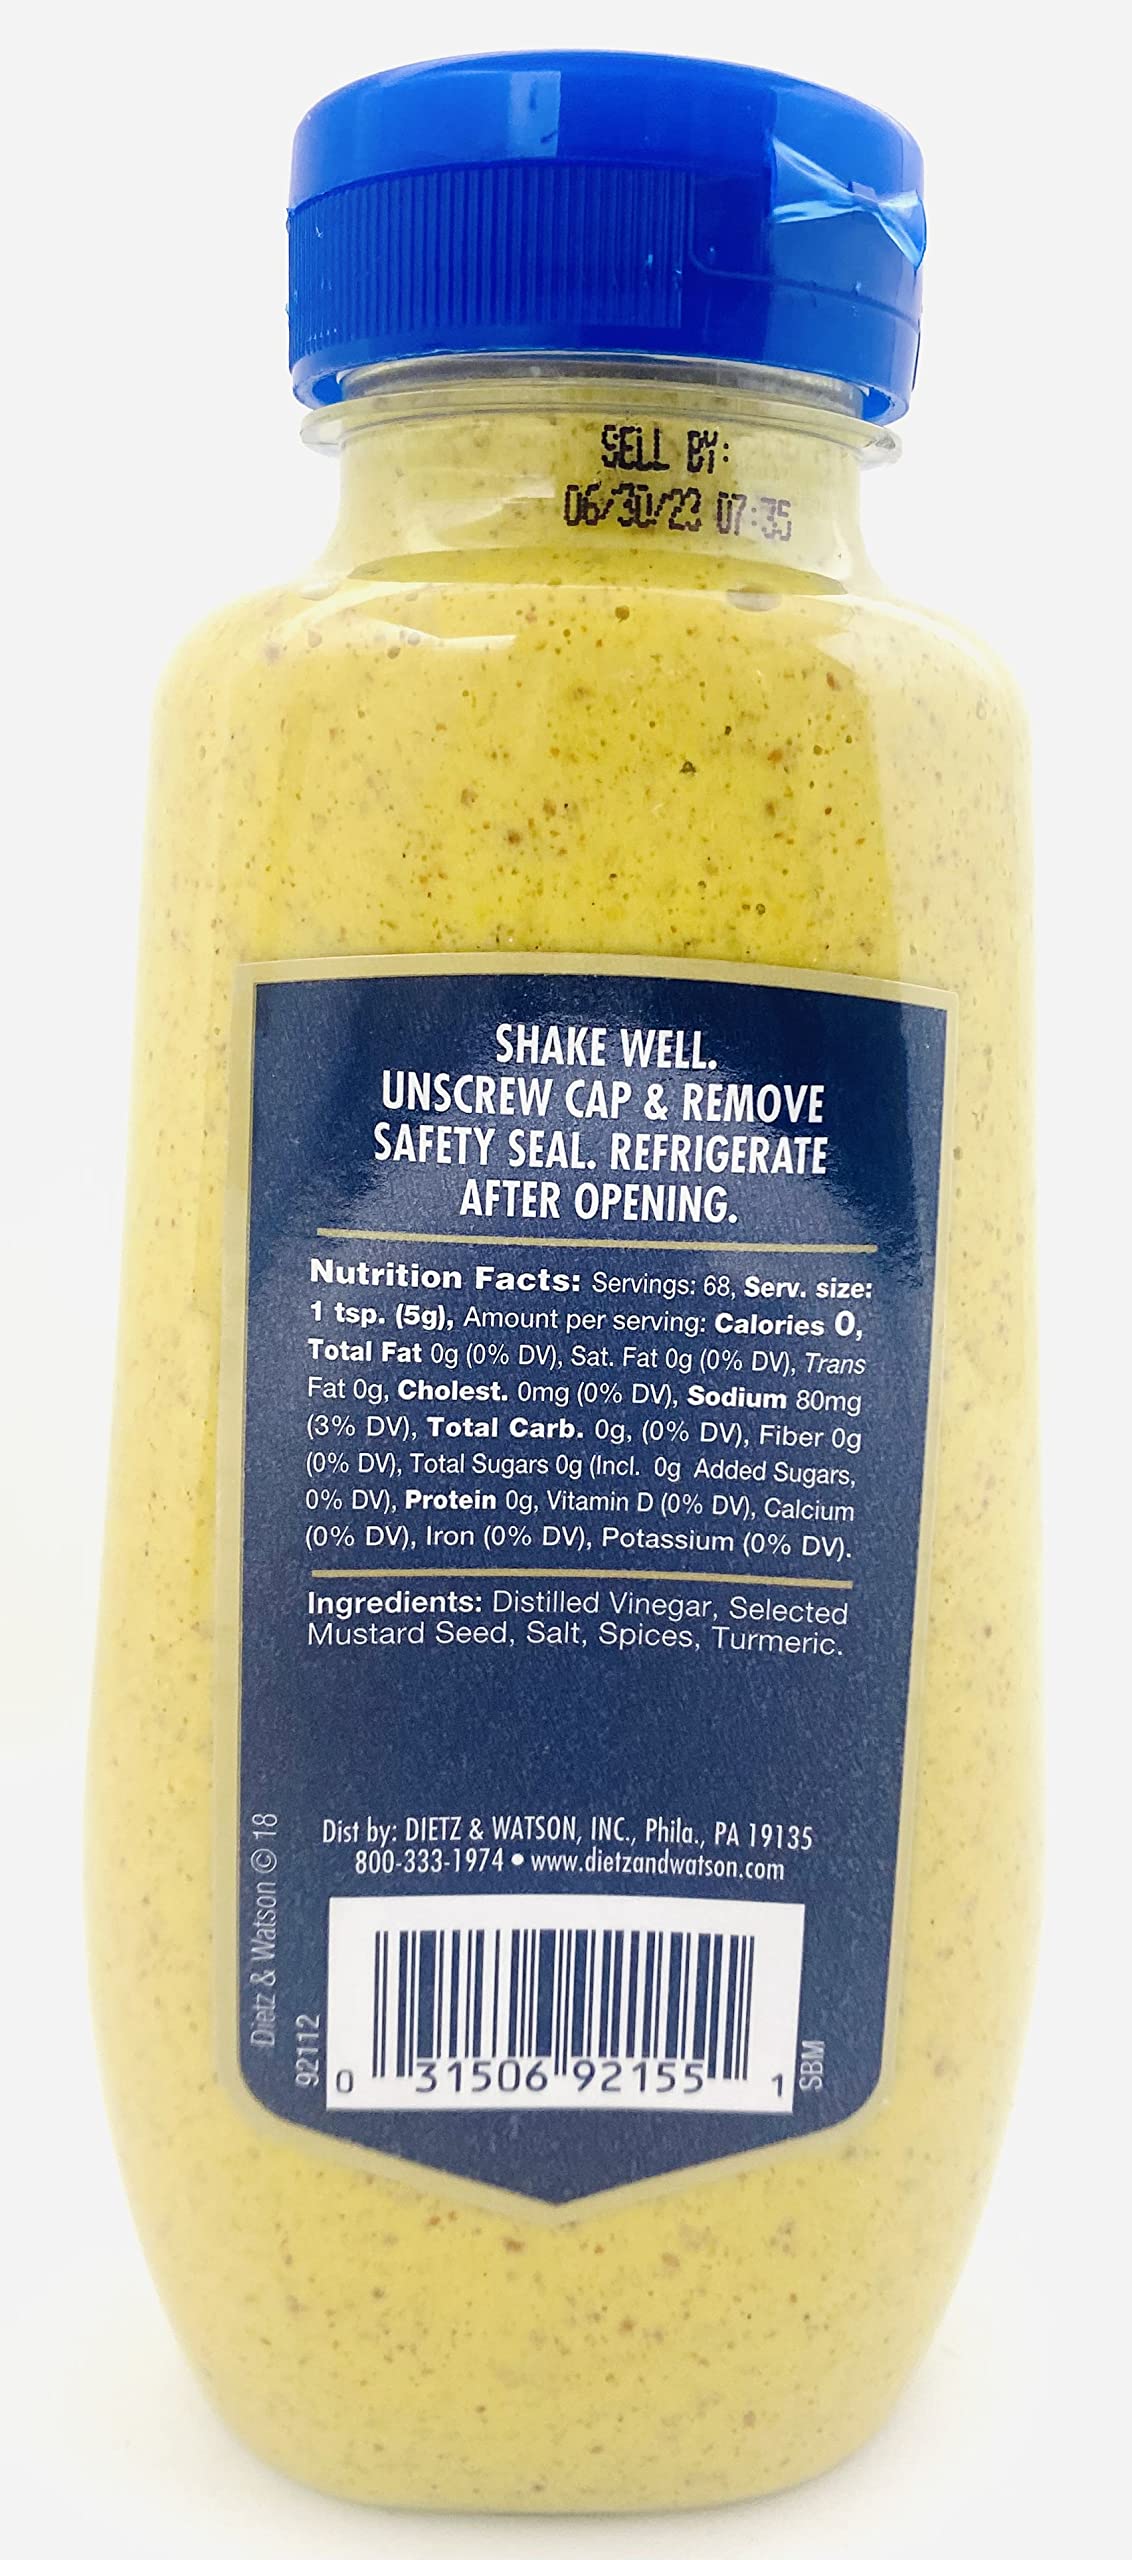 SELL BY:
06/30/23 07:35
SHAKE WELL.
UNSCREW CAP & REMOVE
SAFETY SEAL. REFRIGERATE
AFTER OPENING.
Nutrition Facts: Servings: 68, Serv. size:
1 tsp. (5g), Amount per serving: Calories 0,
Total Fat 0g (0% DV), Sat. Fat 0g (0% DV), Trans
Fat 0g, Cholest. 0mg (0% DV), Sodium 80mg
(3% DV), Total Carb. 0g, (0% DV), Fiber 0g
(0% DV), Total Sugars 0g (Incl. 0g Added Sugars,
0% DV), Protein 0g, Vitamin D (0% DV), Calcium
(0% DV), Iron (0% DV), Potassium (0% DV).
Ingredients: Distilled Vinegar, Selected
Mustard Seed, Salt, Spices, Turmeric.
Dist by: DIETZ & WATSON, INC., Phila., PA 19135
800-333-1974 • www.dietzandwatson.com
Dietz & Watson © 18
92112
0 31506 92155 1
SBM